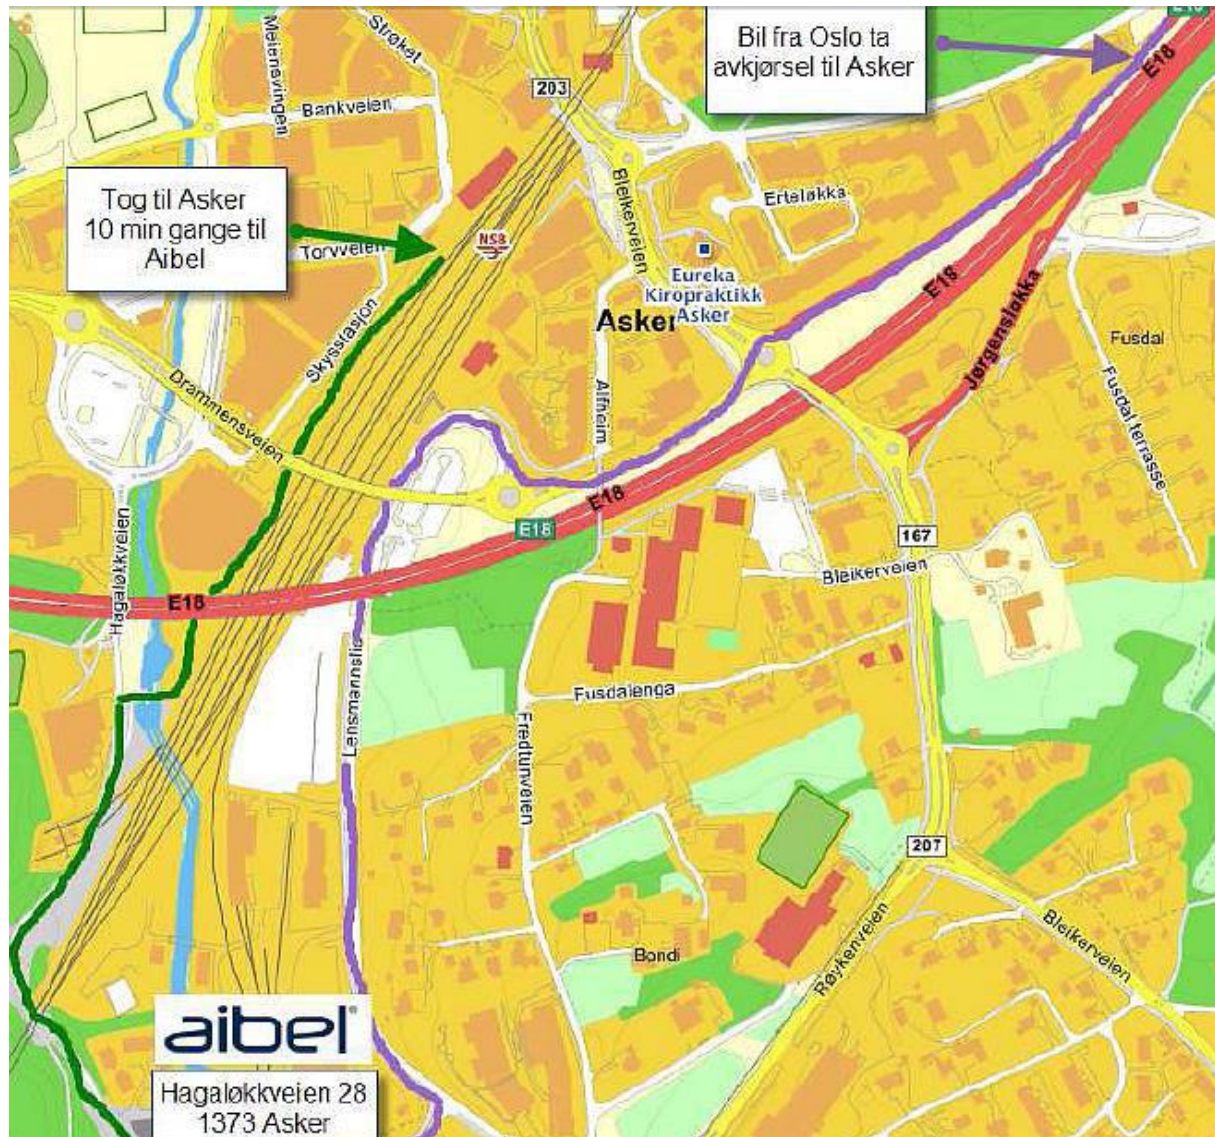 E18
Bil fra Oslo ta
avkjørsel til Asker
E18
Strøket
Meiensvingen
203
Bankveien
Tog til Asker
10 min gange til
Aibel
Torvveien
NSB
Bleikerveien
Erteløkka
Eureka
Kiropraktikk
Asker
Asker
E18
Jørgensløkka
Fusdal
Fusdal terrasse
Skysstasjon
Drammensveien
Alfheim
E18
E18
167
Bleikerveien
Hagaløkkveien
E18
Lensmannslia
Fusdalenga
Fredtunveien
207
Bleikerveien
Røykenveien
Bondi
aibel
Hagaløkkveien 28
1373 Asker